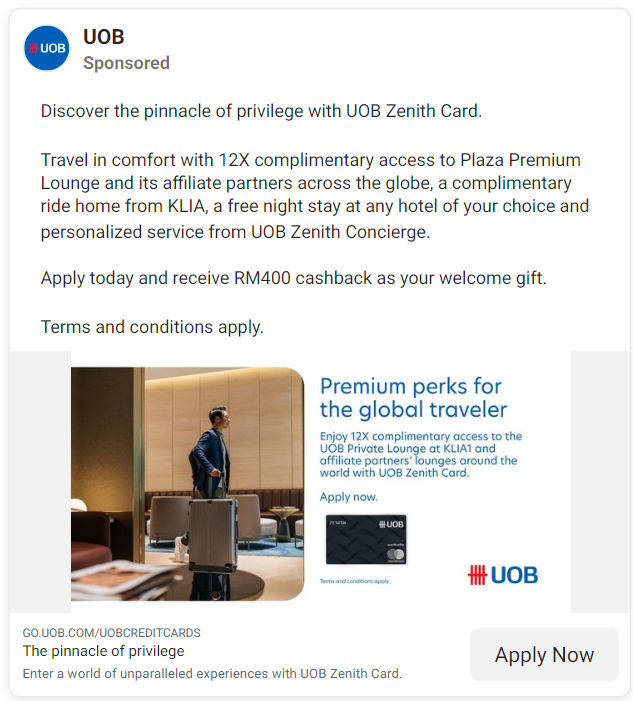 UOB
UOB
Sponsored
Discover the pinnacle of privilege with UOB Zenith Card.
Travel in comfort with 12X complimentary access to Plaza Premium
Lounge and its affiliate partners across the globe, a complimentary
ride home from KLIA, a free night stay at any hotel of your choice and
personalized service from UOB Zenith Concierge.
Apply today and receive RM400 cashback as your welcome gift.
Terms and conditions apply.
Premium perks for
the global traveler
Enjoy 12X complimentary access to the
UOB Private Lounge at KLIA1 and
affiliate partners' lounges around the
world with UOB Zenith Card.
Apply now.
ZENITH
UOB
Terms and conditions apply.
UOB
GO.UOB.COM/UOBCREDITCARDS
The pinnacle of privilege
Enter a world of unparalleled experiences with UOB Zenith Card.
Apply Now